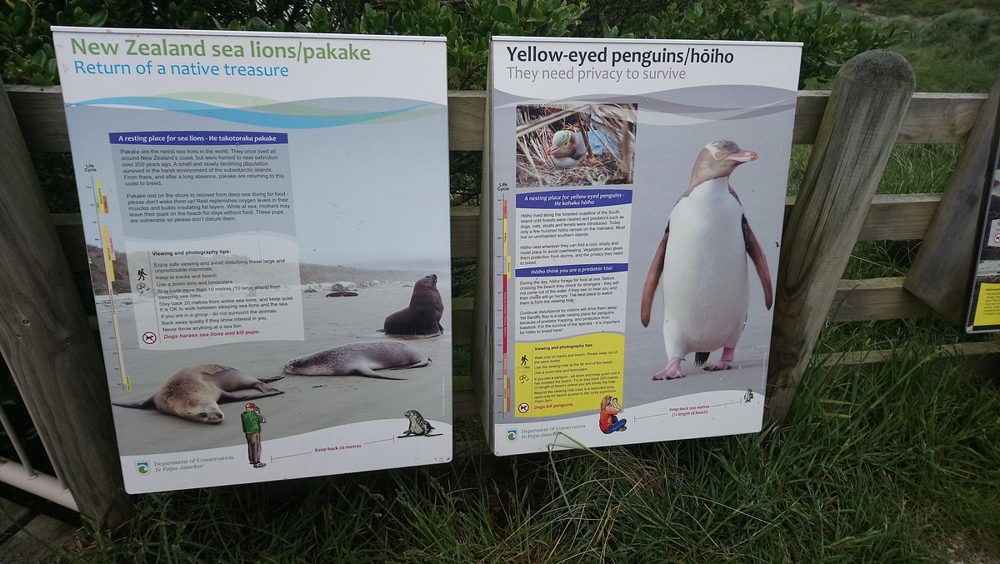 New Zealand sea lions/pakake
Return of a native treasure
A resting place for sea lions - He takotoraka pakake
Pakake are the rarest sea lions in the world. They once lived all
around New Zealand's coast, but were hunted to near extinction
over 200 years ago. A small and slowly declining population
survived in the harsh environment of the subantarctic islands.
From there, and after a long absence, pakake are returning to this
coast to breed.
Pakake rest on the shore to recover from deep sea diving for food -
please don't wake them up! Rest replenishes oxygen levels in their
muscles and builds insulating fat layers. While at sea, mothers may
leave their pups on the beach for days without food. These pups
are vulnerable so please don't disturb them.
Life
Cycle
Viewing and photography tips:
Enjoy safe viewing and avoid disturbing these large and
unpredictable mammals.
Keep to tracks and beach.
Use a zoom lens and binoculars.
Stay back more than 10 metres (10 large steps) from
sleeping sea lions.
Stay back 20 metres from active sea lions, and keep quiet.
It is OK to walk between sleeping sea lions and the sea.
If you are in a group - do not surround the animals.
Back away quietly if they show interest in you.
Never throw anything at a sea lion.
Dogs harass sea lions and kill pups.
Keep back 20 metres
Department of Conservation
Te Papa Atawhai
Yellow-eyed penguins/hōiho
They need privacy to survive
Life
Cycle
A nesting place for yellow-eyed penguins -
He kohaka hōiho
Hōiho lived along the forested coastline of the South
Island until forests were cleared and predators such as
dogs, cats, stoats and ferrets were introduced. Today
only a few hundred hōiho remain on the mainland. Most
live on uninhabited southern islands.
Hōiho nest wherever they can find a cool, shady and
moist place to avoid overheating. Vegetation also gives
them protection from storms, and the privacy they need
to breed.
Hōiho think you are a predator too!
During the day, hōiho forage for food at sea. Before
crossing the beach they check for strangers - they will
not come out of the water if they see or hear you and
their chicks will go hungry. The best place to watch
them is from the viewing hide.
Continual disturbance by visitors will drive them away.
Yet Sandfly Bay is a safe nesting place for penguins
because of predator trapping, and protection from
livestock. For the survival of the species - it is important
for hōiho to breed here!
Viewing and photography tips:
Walk only on tracks and beach. Please keep out of
the sand dunes.
Use the viewing hide at the far end of the beach.
Use a zoom lens and binoculars.
If you see a penguin - sit down and keep quiet until it
has crossed the beach. Try to stay back 200 metres
(¼ length of beach) unless you are inside the hide.
Beyond the viewing hide track is a restricted area,
open only for beach access to the rocky point from
10am-3pm.
Dogs kill penguins.
Keep back 200 metres
(¼ length of beach)
Department of Conservation
Te Papa Atawhai